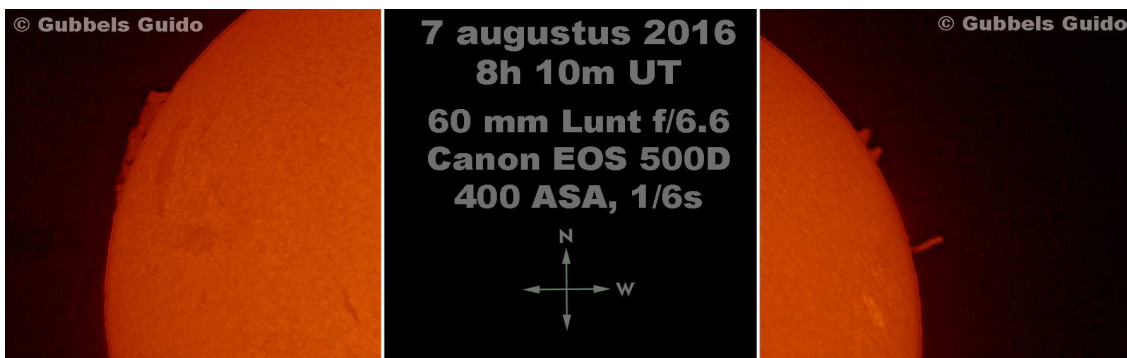 © Gubbels Guido
7 augustus 2016
8h 10m UT
60 mm Lunt f/6.6
Canon EOS 500D
400 ASA, 1/6s
N
W
© Gubbels Guido